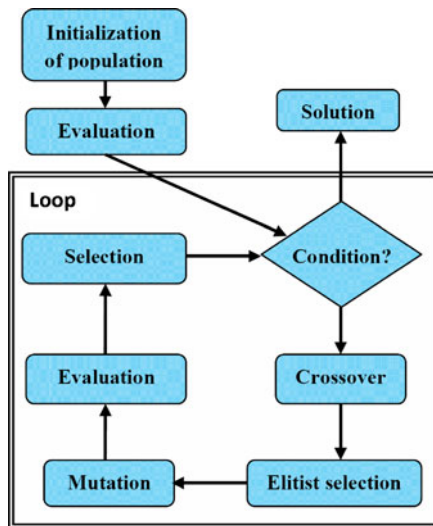 Initialization
of population
Evaluation
Solution
Loop
Selection
Condition?
Evaluation
Crossover
Mutation
Elitist selection